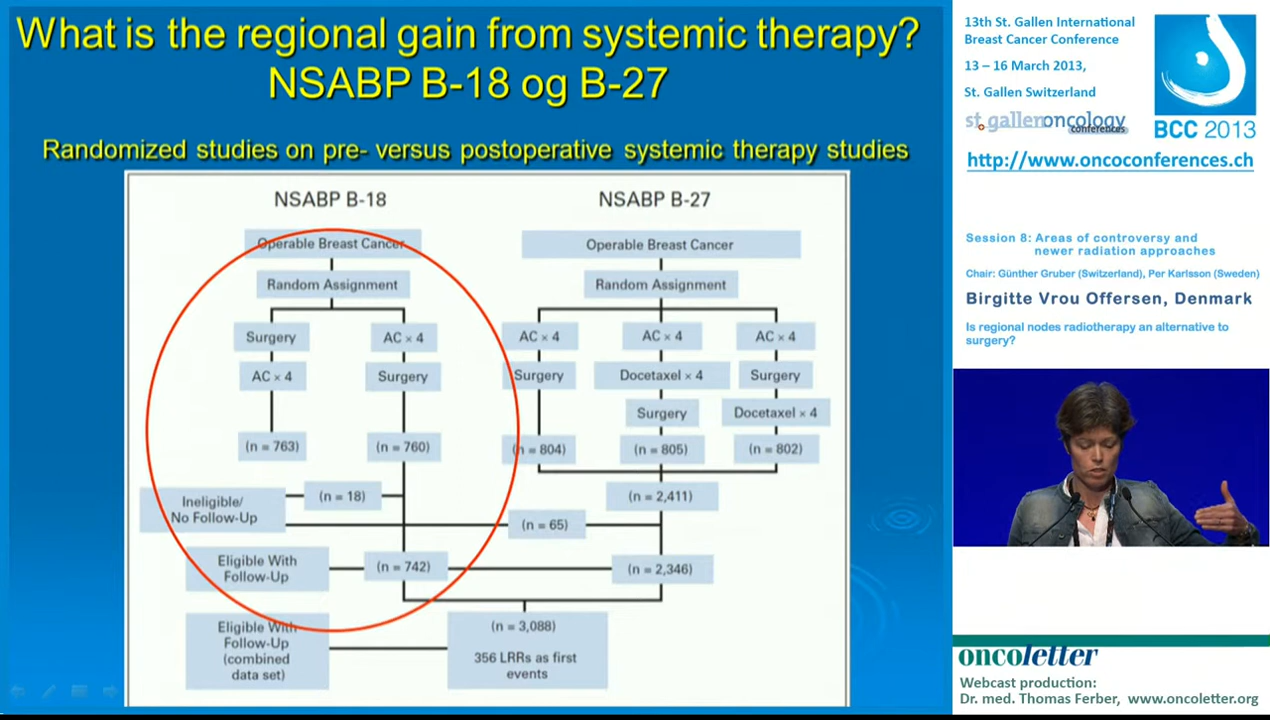 What is the regional gain from systemic therapy?
NSABP B-18 og B-27
Randomized studies on pre- versus postoperative systemic therapy studies
NSABP B-18
NSABP B-27
Operable Breast Cancer
Operable Breast Cancer
Random Assignment
Random Assignment
Surgery
AC × 4
AC × 4
AC × 4
AC × 4
AC × 4
Surgery
Surgery
Docetaxel × 4
Surgery
Surgery
Docetaxel × 4
(n = 763)
(n = 760)
(n = 804)
(n = 805)
(n = 802)
Ineligible/
No Follow-Up
(n = 18)
(n = 2,411)
(n = 65)
Eligible With
Follow-Up
(n = 742)
(n = 2,346)
Eligible With
Follow-Up
(combined
data set)
(n = 3,088)
356 LRRs as first
events
13th St. Gallen International
Breast Cancer Conference
13 – 16 March 2013,
St. Gallen Switzerland
st.gallenoncology
conferences
BCC 2013
http://www.oncoconferences.ch
Session 8: Areas of controversy and
newer radiation approaches
Chair: Günther Gruber (Switzerland), Per Karlsson (Sweden)
Birgitte Vrou Offersen, Denmark
Is regional nodes radiotherapy an alternative to
surgery?
oncoletter
Webcast production:
Dr. med. Thomas Ferber, www.oncoletter.org